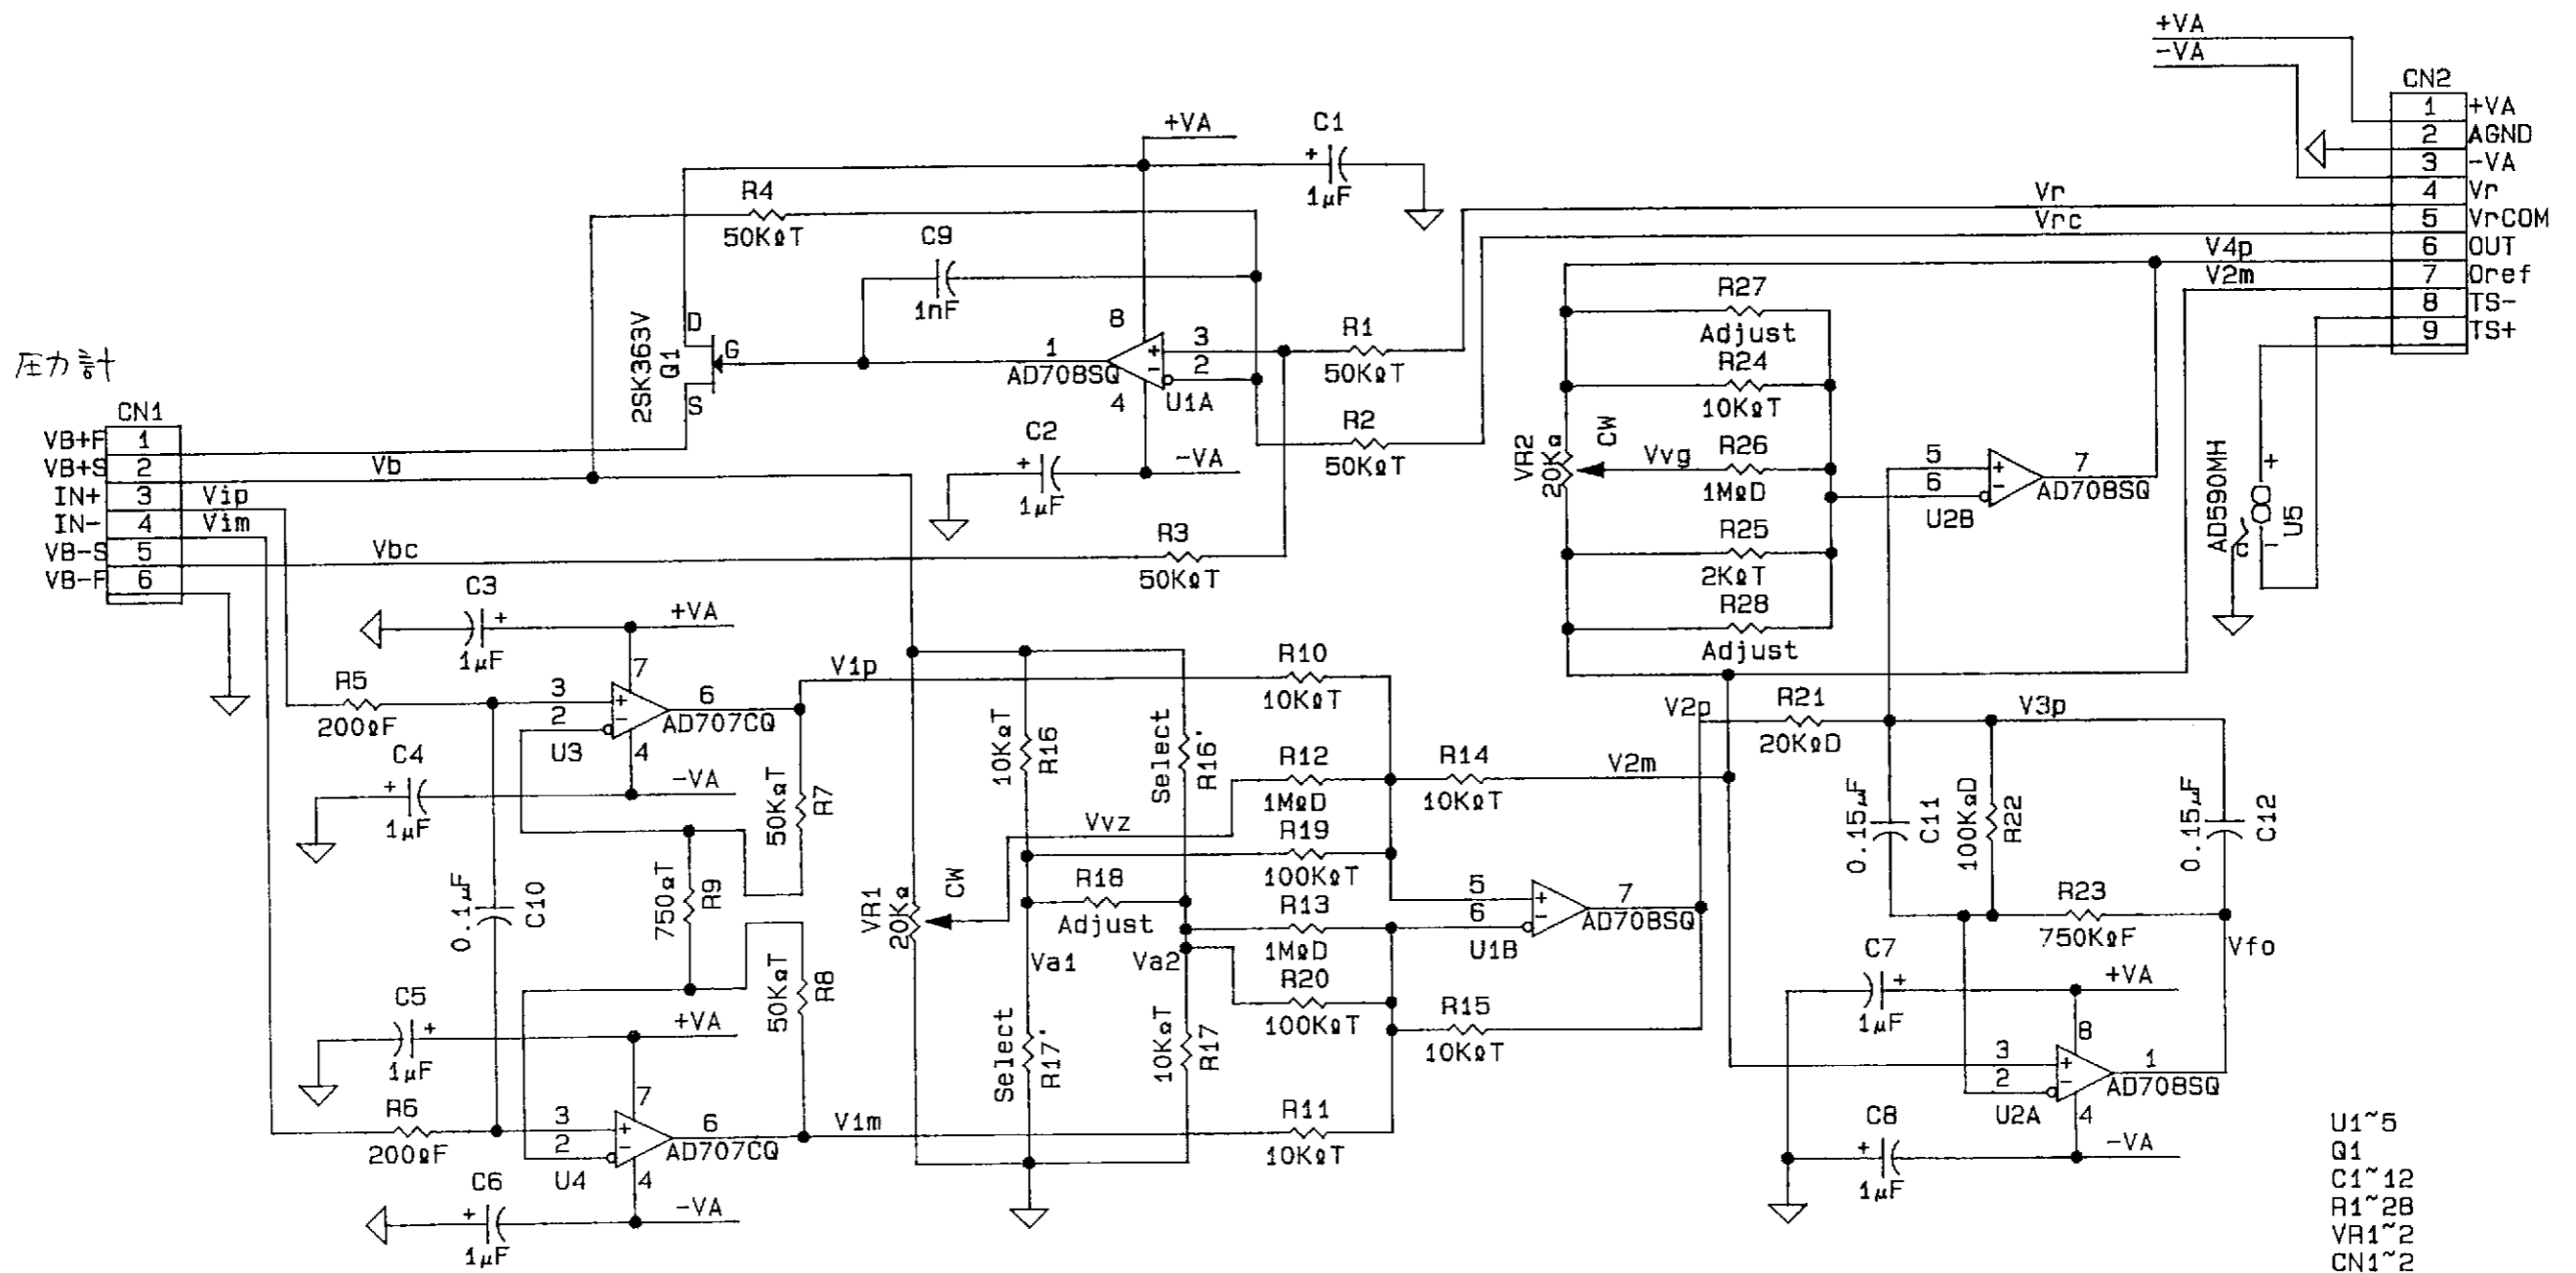 +VA
-VA
CN2
1 +VA
2 AGND
3 -VA
4 Vr
5 VrCOM
6 OUT
7 Oref
8 TS-
9 TS+
+VA
C1
+
1μF
R4
50KΩT
C9
1nF
Vr
Vrc
V4p
V2m
2SK363V
Q1
D
G
S
8
1
AD708SQ
3
+
2
-
U1A
4
R1
50KΩT
R2
50KΩT
C2
+
1μF
-VA
R3
50KΩT
R27
Adjust
R24
10KΩT
VR2
20KΩ
CW
Vvg
R26
1MΩD
R25
2KΩT
R28
Adjust
5
+
6
-
7
AD708SQ
U2B
AD590MH
+
-
U5
圧力計
CN1
VB+F 1
VB+S 2
IN+ 3
IN- 4
VB-S 5
VB-F 6
Vb
Vip
Vim
Vbc
C3
+
1μF
+VA
7
R5
200ΩF
3
+
2
-
6
AD707CQ
U3
4
-VA
C4
+
1μF
V1p
50KΩT
R7
750ΩT
R9
0.1μF
C10
50KΩT
R8
C5
+
1μF
+VA
7
R6
200ΩF
3
+
2
-
6
AD707CQ
U4
4
-VA
C6
+
1μF
V1m
VR1
20KΩ
CW
Vvz
10KΩT
R16
Select
R16'
R18
Adjust
Va1
Va2
Select
R17'
10KΩT
R17
R10
10KΩT
R12
1MΩD
R19
100KΩT
R13
1MΩD
R20
100KΩT
R11
10KΩT
R14
10KΩT
V2m
5
+
6
-
7
AD708SQ
U1B
R15
10KΩT
V2p
R21
20KΩD
V3p
0.15μF
C11
100KΩD
R22
0.15μF
C12
R23
750KΩF
Vfo
C7
+
1μF
+VA
8
3
+
2
-
1
AD708SQ
U2A
4
-VA
C8
+
1μF
U1~5
Q1
C1~12
R1~28
VR1~2
CN1~2